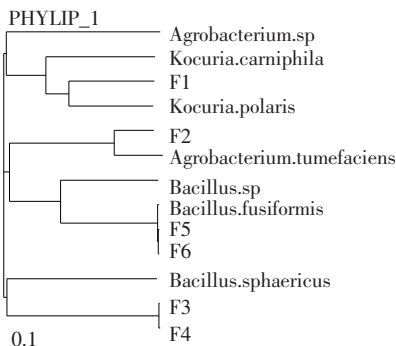 PHYLIP_1
Agrobacterium.sp
Kocuria.carniphila
F1
Kocuria.polaris
F2
Agrobacterium.tumefaciens
Bacillus.sp
Bacillus.fusiformis
F5
F6
Bacillus.sphaericus
F3
F4
0.1